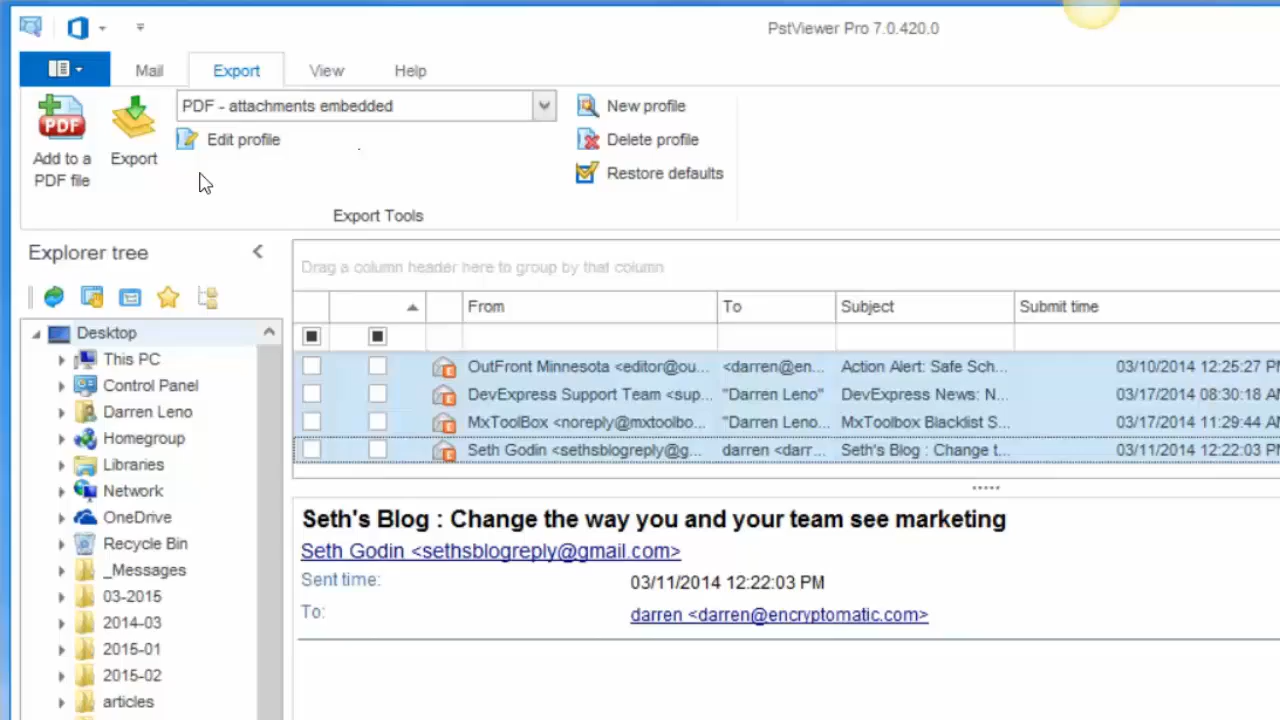 PstViewer Pro 7.0.420.0
Mail Export View Help
PDF - attachments embedded
New profile
Edit profile
Delete profile
PDF
Add to a PDF file
Export
Restore defaults
Export Tools
Explorer tree
Drag a column header here to group by that column
From To Subject Submit time
Desktop
This PC
Control Panel
Darren Leno
Homegroup
Libraries
Network
OneDrive
Recycle Bin
_Messages
03-2015
2014-03
2015-01
2015-02
articles
OutFront Minnesota <editor@ou... <darren@en... Action Alert: Safe Sch... 03/10/2014 12:25:27 PM
DevExpress Support Team <sup... "Darren Leno" DevExpress News: N... 03/17/2014 08:30:18 AM
MxToolBox <noreply@mxtoolbo... "Darren Leno... MxToolbox Blacklist S... 03/17/2014 11:29:44 AM
Seth Godin <sethsblogreply@g... darren <darr... Seth's Blog : Change t... 03/11/2014 12:22:03 PM
Seth's Blog : Change the way you and your team see marketing
Seth Godin <sethsblogreply@gmail.com>
Sent time: 03/11/2014 12:22:03 PM
To: darren <darren@encryptomatic.com>